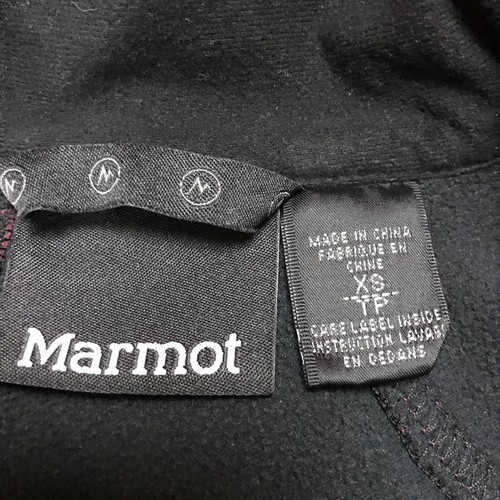 Marmot
MADE IN CHINA
FABRIQUE EN
CHINE
XS
TP
CARE LABEL INSIDE
INSTRUCTION LAVAGE
EN DEDANS